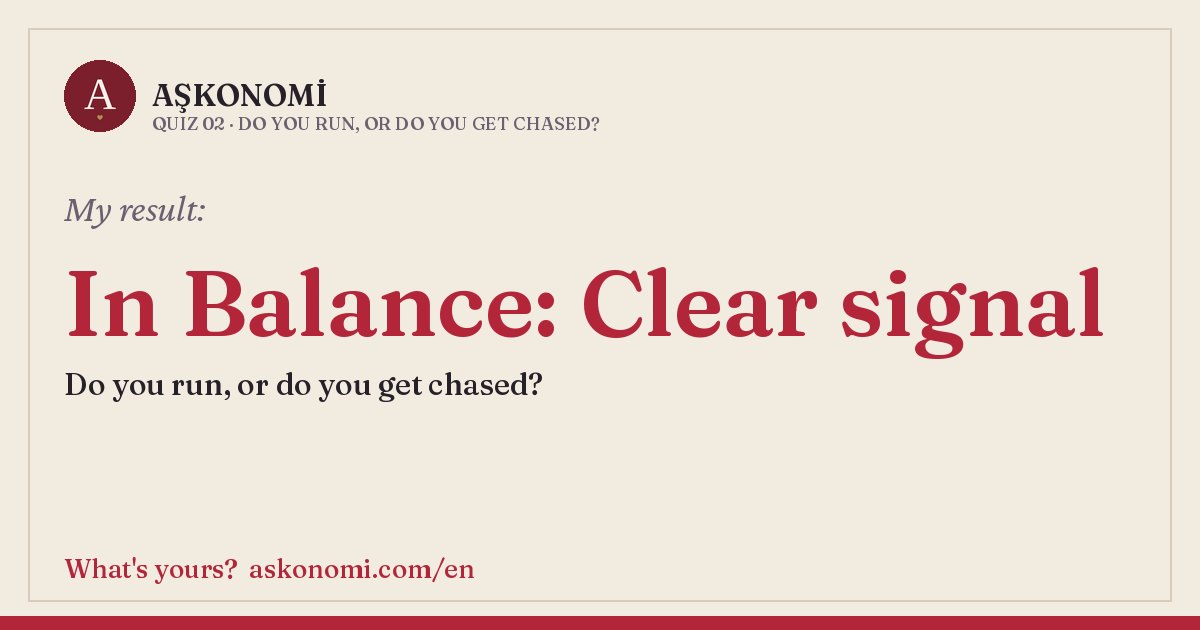 A
AŞKONOMİ
QUIZ 02 · DO YOU RUN, OR DO YOU GET CHASED?
My result:
In Balance: Clear signal
Do you run, or do you get chased?
What's yours? askonomi.com/en